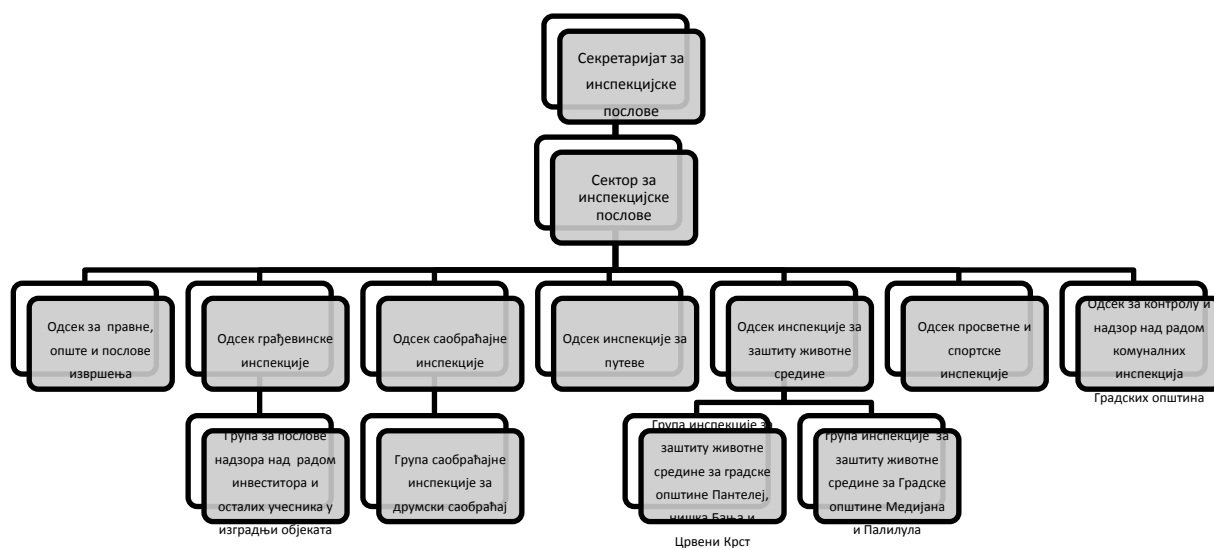 Секретаријат за
инспекцијске
послове
Сектор за
инспекцијске
послове
Одсек за правне,
опште и послове
извршења
Одсек грађевинске
инспекције
Одсек саобраћајне
инспекције
Одсек инспекције за
путеве
Одсек инспекције за
заштиту животне
средине
Одсек просветне и
спортске
инспекције
Одсек за контролу и
надзор над радом
комуналних
инспекција
Градских општина
Група за послове
надзора над радом
инвеститора и
осталих учесника у
изградњи објеката
Група саобраћајне
инспекције за
друмски саобраћај
Група инспекције за
заштиту животне
средине за градске
општине Пантелеј,
нишка Бања и
Црвени Крст
Група инспекције за
заштиту животне
средине за Градске
општине Медијана
и Палилула